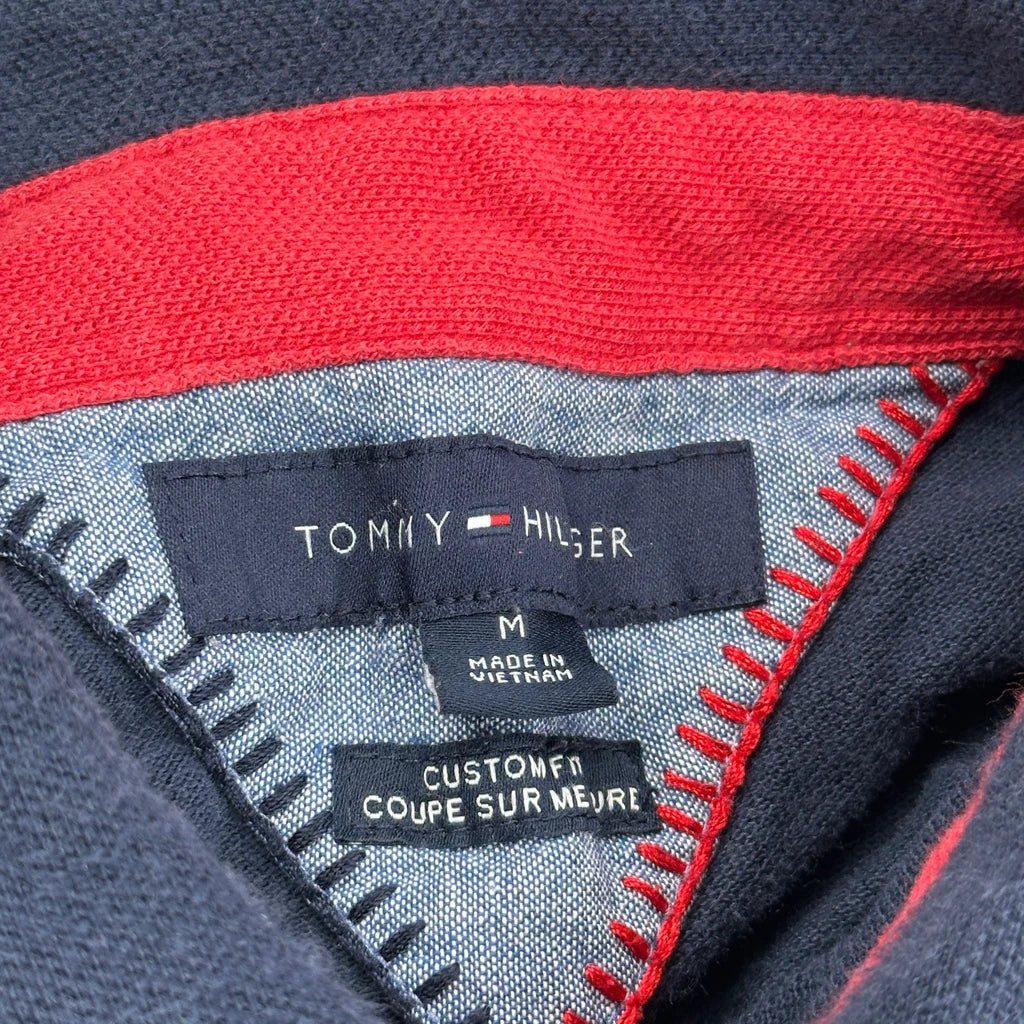 TOMMY HILFIGER
M
MADE IN
VIETNAM
CUSTOM FIT
COUPE SUR MESURE